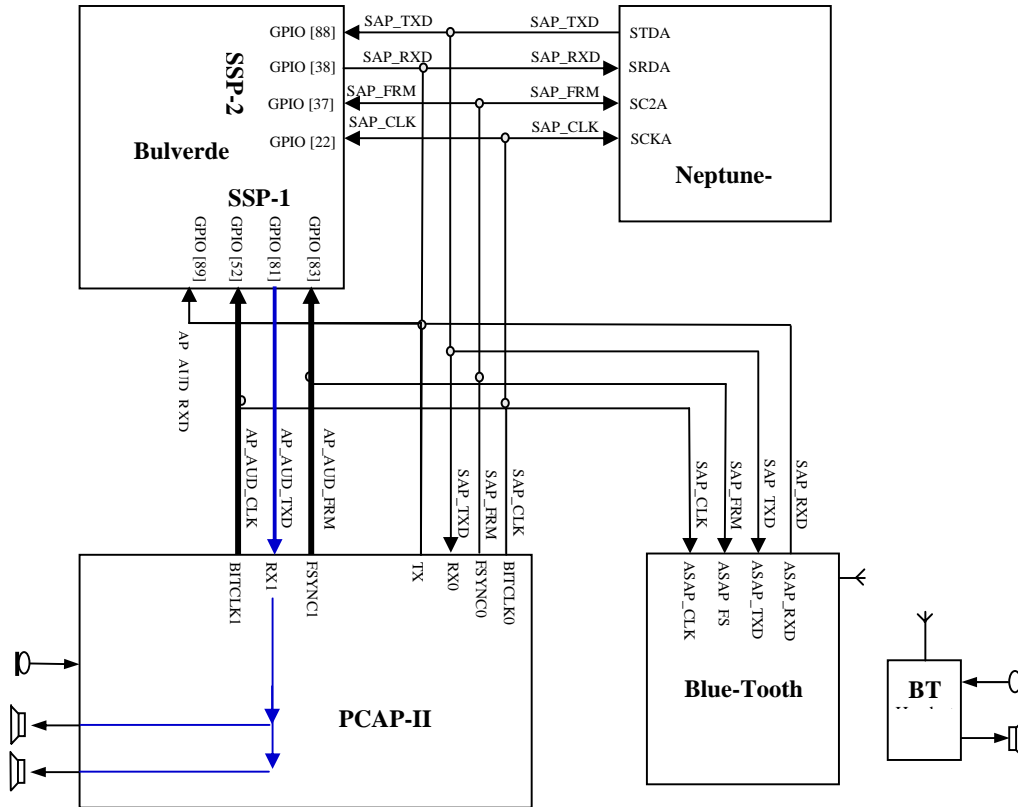 SAP_TXD SAP_TXD
GPIO [88] STDA
SAP_RXD SAP_RXD
GPIO [38] SRDA
SAP_FRM SAP_FRM
GPIO [37] SC2A
SAP_CLK SAP_CLK
GPIO [22] SCKA
SSP-2
Bulverde
Neptune-
SSP-1
GPIO [89]
GPIO [52]
GPIO [81]
GPIO [83]
AP_AUD_RXD
AP_AUD_CLK
AP_AUD_TXD
AP_AUD_FRM
SAP_TXD
SAP_FRM
SAP_CLK
SAP_CLK
SAP_FRM
SAP_TXD
SAP_RXD
BITCLK1
RX1
FSYNC1
TX
RX0
FSYNC0
BITCLK0
ASAP_CLK
ASAP_FS
ASAP_TXD
ASAP_RXD
PCAP-II
Blue-Tooth
BT